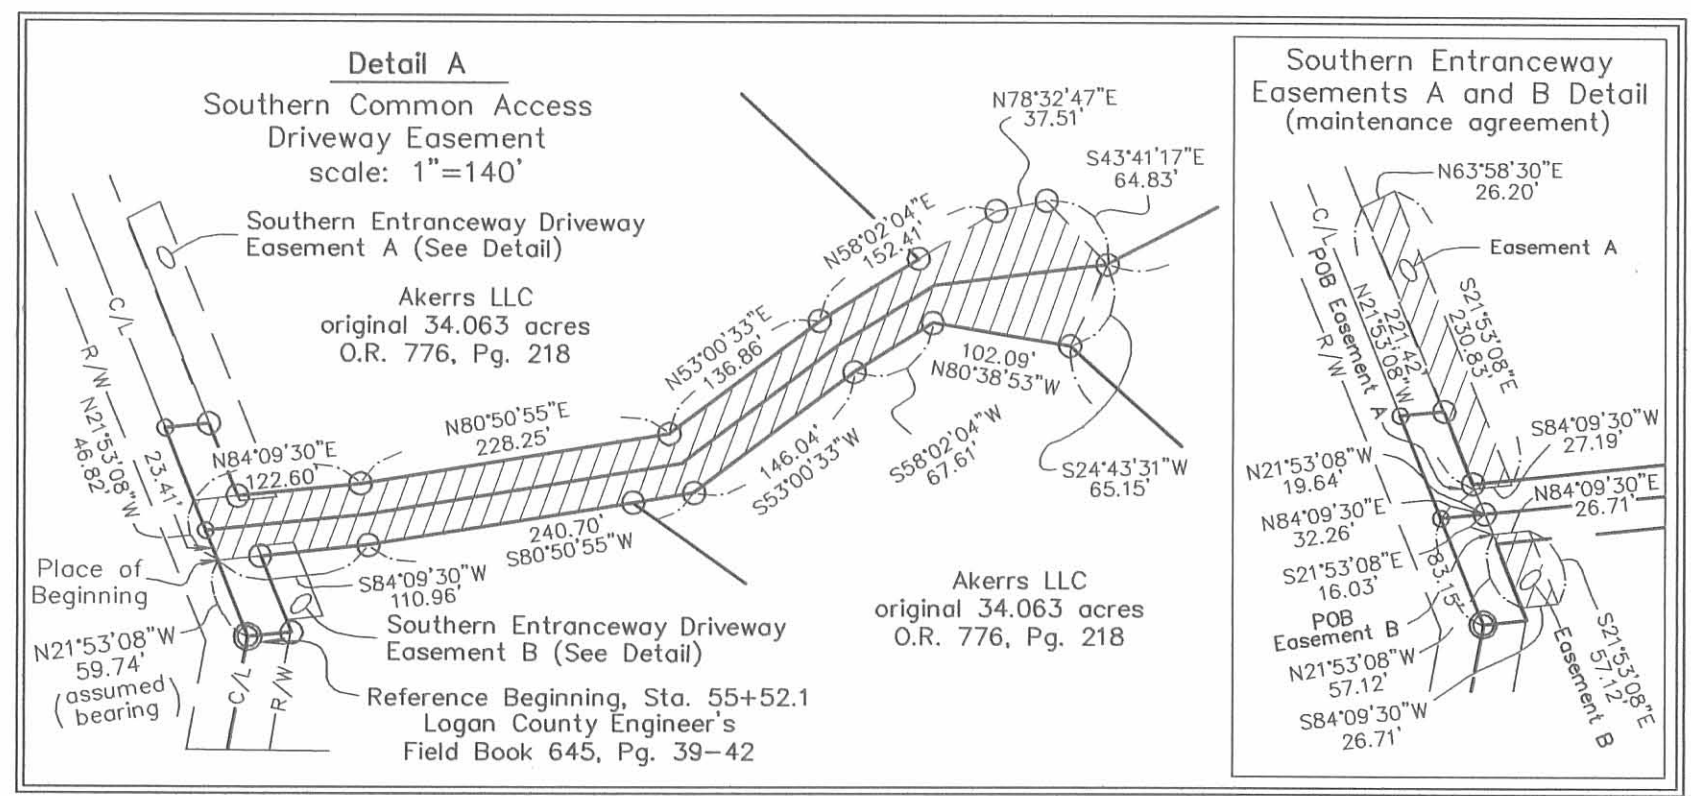 Detail A
Southern Common Access
Driveway Easement
scale: 1"=140'
Southern Entranceway Driveway
Easement A (See Detail)
Akerrs LLC
original 34.063 acres
O.R. 776, Pg. 218
C/L
R/W
N21°53'08"W
46.82'
23.41'
N84°09'30"E
122.60'
N80°50'55"E
228.25'
N53°00'33"E
136.86'
N58°02'04"E
152.41'
N78°32'47"E
37.51'
S43°41'17"E
64.83'
S24°43'31"W
65.15'
102.09'
N80°38'53"W
S58°02'04"W
67.61'
146.04'
S53°00'33"W
240.70'
S80°50'55"W
S84°09'30"W
110.96'
Place of
Beginning
N21°53'08"W
59.74'
(assumed
bearing)
C/L
R/W
Southern Entranceway Driveway
Easement B (See Detail)
Reference Beginning, Sta. 55+52.1
Logan County Engineer's
Field Book 645, Pg. 39-42
Akerrs LLC
original 34.063 acres
O.R. 776, Pg. 218
Southern Entranceway
Easements A and B Detail
(maintenance agreement)
N63°58'30"E
26.20'
Easement A
C/L
POB Easement A
R/W
221.42'
N21°53'08"W
S21°53'08"E
230.83'
S84°09'30"W
27.19'
N21°53'08"W
19.64'
N84°09'30"E
26.71'
N84°09'30"E
32.26'
S21°53'08"E
16.03'
83.15'
POB
Easement B
N21°53'08"W
57.12'
S84°09'30"W
26.71'
S21°53'08"E
57.12'
Easement B